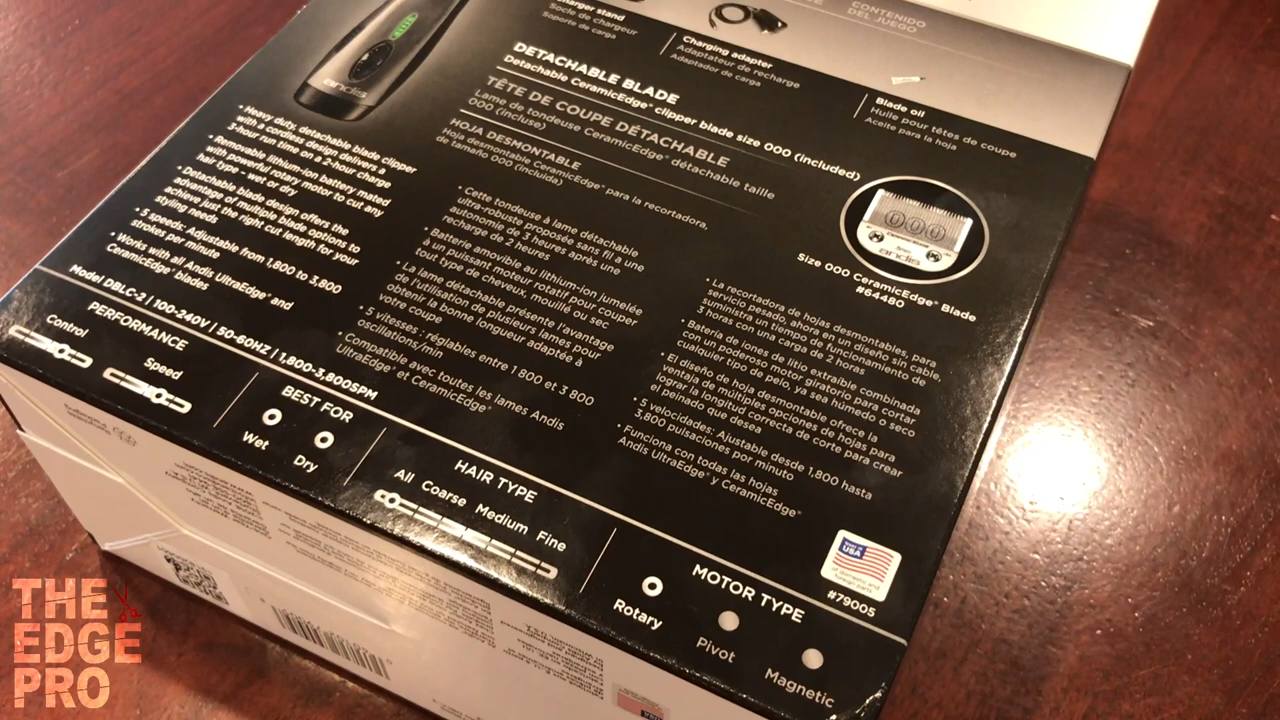 Charger stand
Socle de chargeur
Soporte de carga
Charging adapter
Adaptateur de recharge
Adaptador de carga
CONTENIDO
DEL JUEGO
Blade oil
Huile pour têtes de coupe
Aceite para la hoja
andis
DETACHABLE BLADE
Detachable CeramicEdge® clipper blade size 000 (included)
TÊTE DE COUPE DÉTACHABLE
Lame de tondeuse CeramicEdge® détachable taille
000 (incluse)
HOJA DESMONTABLE
Hoja desmontable CeramicEdge® para la recortadora,
de tamaño 000 (incluida)
000
andis
Size 000 CeramicEdge® Blade
#64480
• Heavy duty, detachable blade clipper
with a cordless design delivers a
3-hour run time on a 2-hour charge
• Removable lithium-ion battery mated
with powerful rotary motor to cut any
hair type - wet or dry
• Detachable blade design offers the
advantage of multiple blade options to
achieve just the right cut length for your
styling needs
• 5 speeds: Adjustable from 1,800 to 3,800
strokes per minute
• Works with all Andis UltraEdge® and
CeramicEdge® blades
• Cette tondeuse à lame détachable
ultra-robuste proposée sans fil a une
autonomie de 3 heures après une
recharge de 2 heures
• Batterie amovible au lithium-ion jumelée
à un puissant moteur rotatif pour couper
tout type de cheveux, mouillé ou sec
• La lame détachable présente l'avantage
de l'utilisation de plusieurs lames pour
obtenir la bonne longueur adaptée à
votre coupe
• 5 vitesses : réglables entre 1 800 et 3 800
oscillations/min
• Compatible avec toutes les lames Andis
UltraEdge® et CeramicEdge®
• La recortadora de hojas desmontables, para
servicio pesado, ahora en un diseño sin cable,
suministra un tiempo de funcionamiento de
3 horas con una carga de 2 horas
• Batería de iones de litio extraíble combinada
con un poderoso motor giratorio para cortar
cualquier tipo de pelo, ya sea húmedo o seco
• El diseño de hoja desmontable ofrece la
ventaja de múltiples opciones de hojas para
lograr la longitud correcta de corte para crear
el peinado que desea
• 5 velocidades: Ajustable desde 1,800 hasta
3,800 pulsaciones por minuto
• Funciona con todas las hojas
Andis UltraEdge® y CeramicEdge®
Model DBLC-2 | 100-240V | 50-60HZ | 1,800-3,800SPM
PERFORMANCE
Control
Speed
BEST FOR
Wet
Dry
HAIR TYPE
All Coarse Medium Fine
MOTOR TYPE
Rotary
Pivot
Magnetic
Made in
USA
of domestic and
foreign parts
#79005
THE
EDGE
PRO